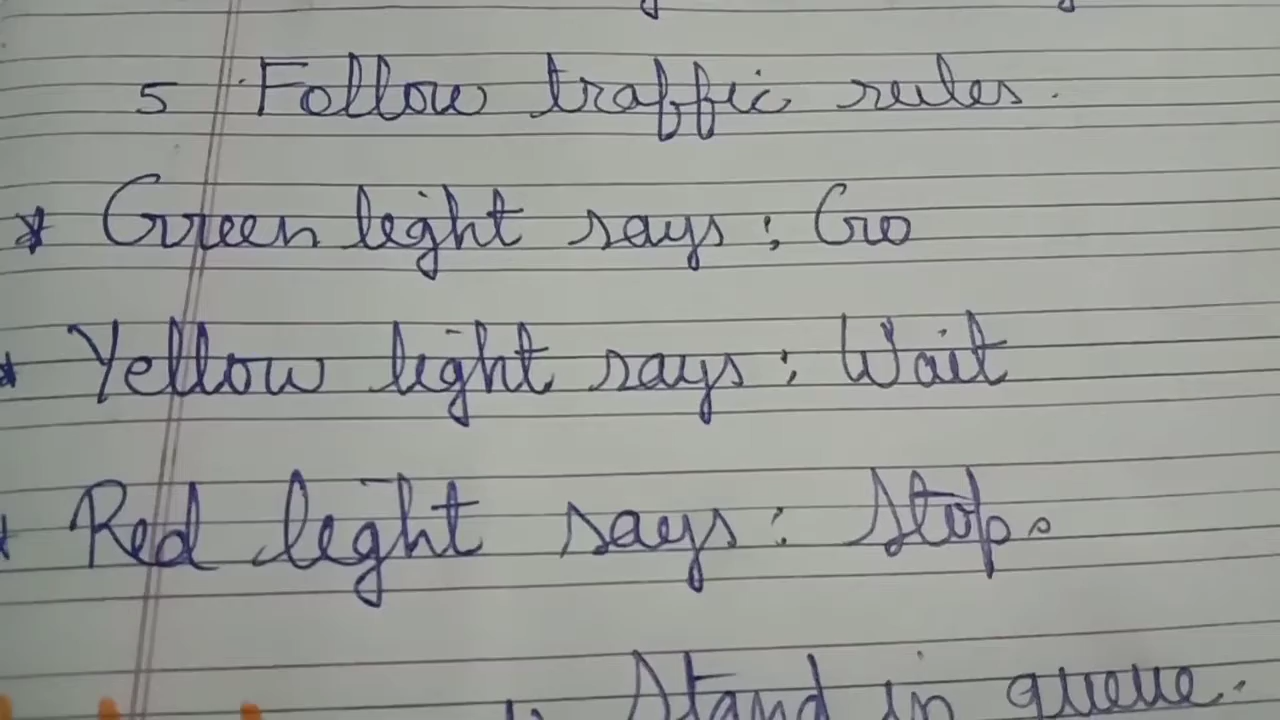 5 Follow traffic rules.
* Green light says : Go
* Yellow light says : Wait
* Red light says : Stop.
1. Stand in queue.